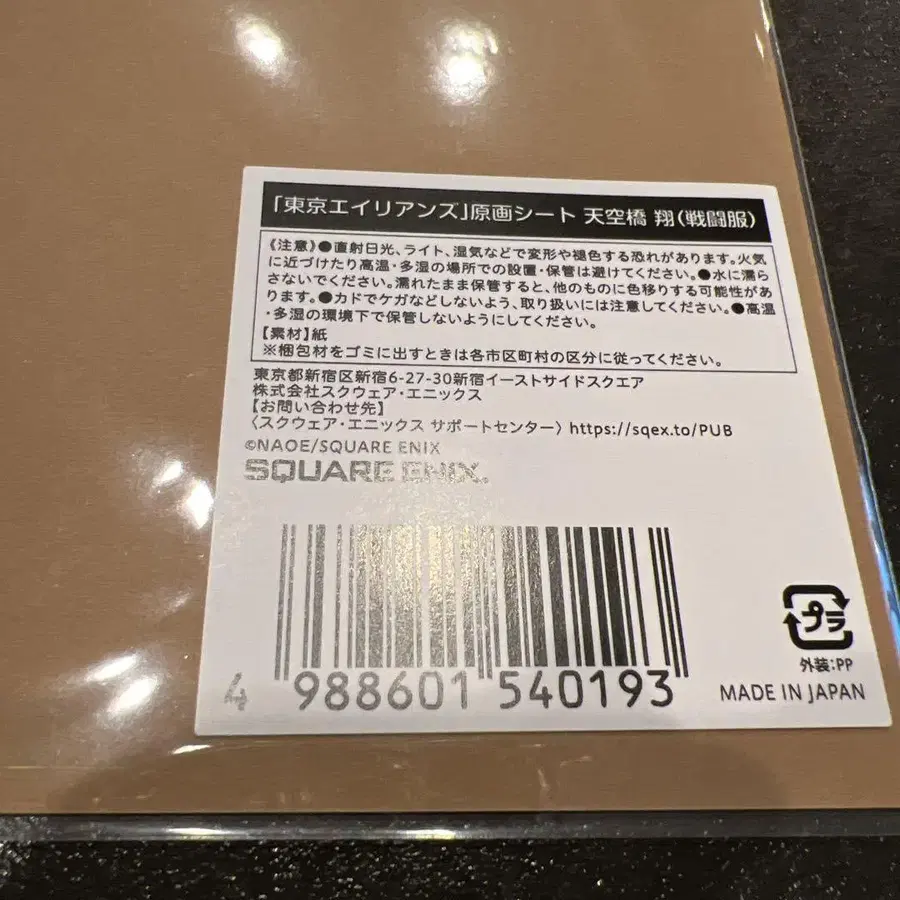 「東京エイリアンズ」原画シート 天空橋 翔(戦闘服)
《注意》●直射日光、ライト、湿気などで変形や褪色する恐れがあります。火気
に近づけたり高温・多湿の場所での設置・保管は避けてください。●水に濡ら
さないでください。濡れたまま保管すると、他のものに色移りする可能性があ
ります。●カドでケガなどしないよう、取り扱いには注意してください。●高温
・多湿の環境下で保管しないようにしてください。
【素材】紙
※梱包材をゴミに出すときは各市区町村の区分に従ってください。
東京都新宿区新宿6-27-30新宿イーストサイドスクエア
株式会社スクウェア・エニックス
【お問い合わせ先】
〈スクウェア・エニックス サポートセンター〉https://sqex.to/PUB
©NAOE/SQUARE ENIX
SQUARE ENIX.
4 988601 540193
プラ
外装:PP
MADE IN JAPAN